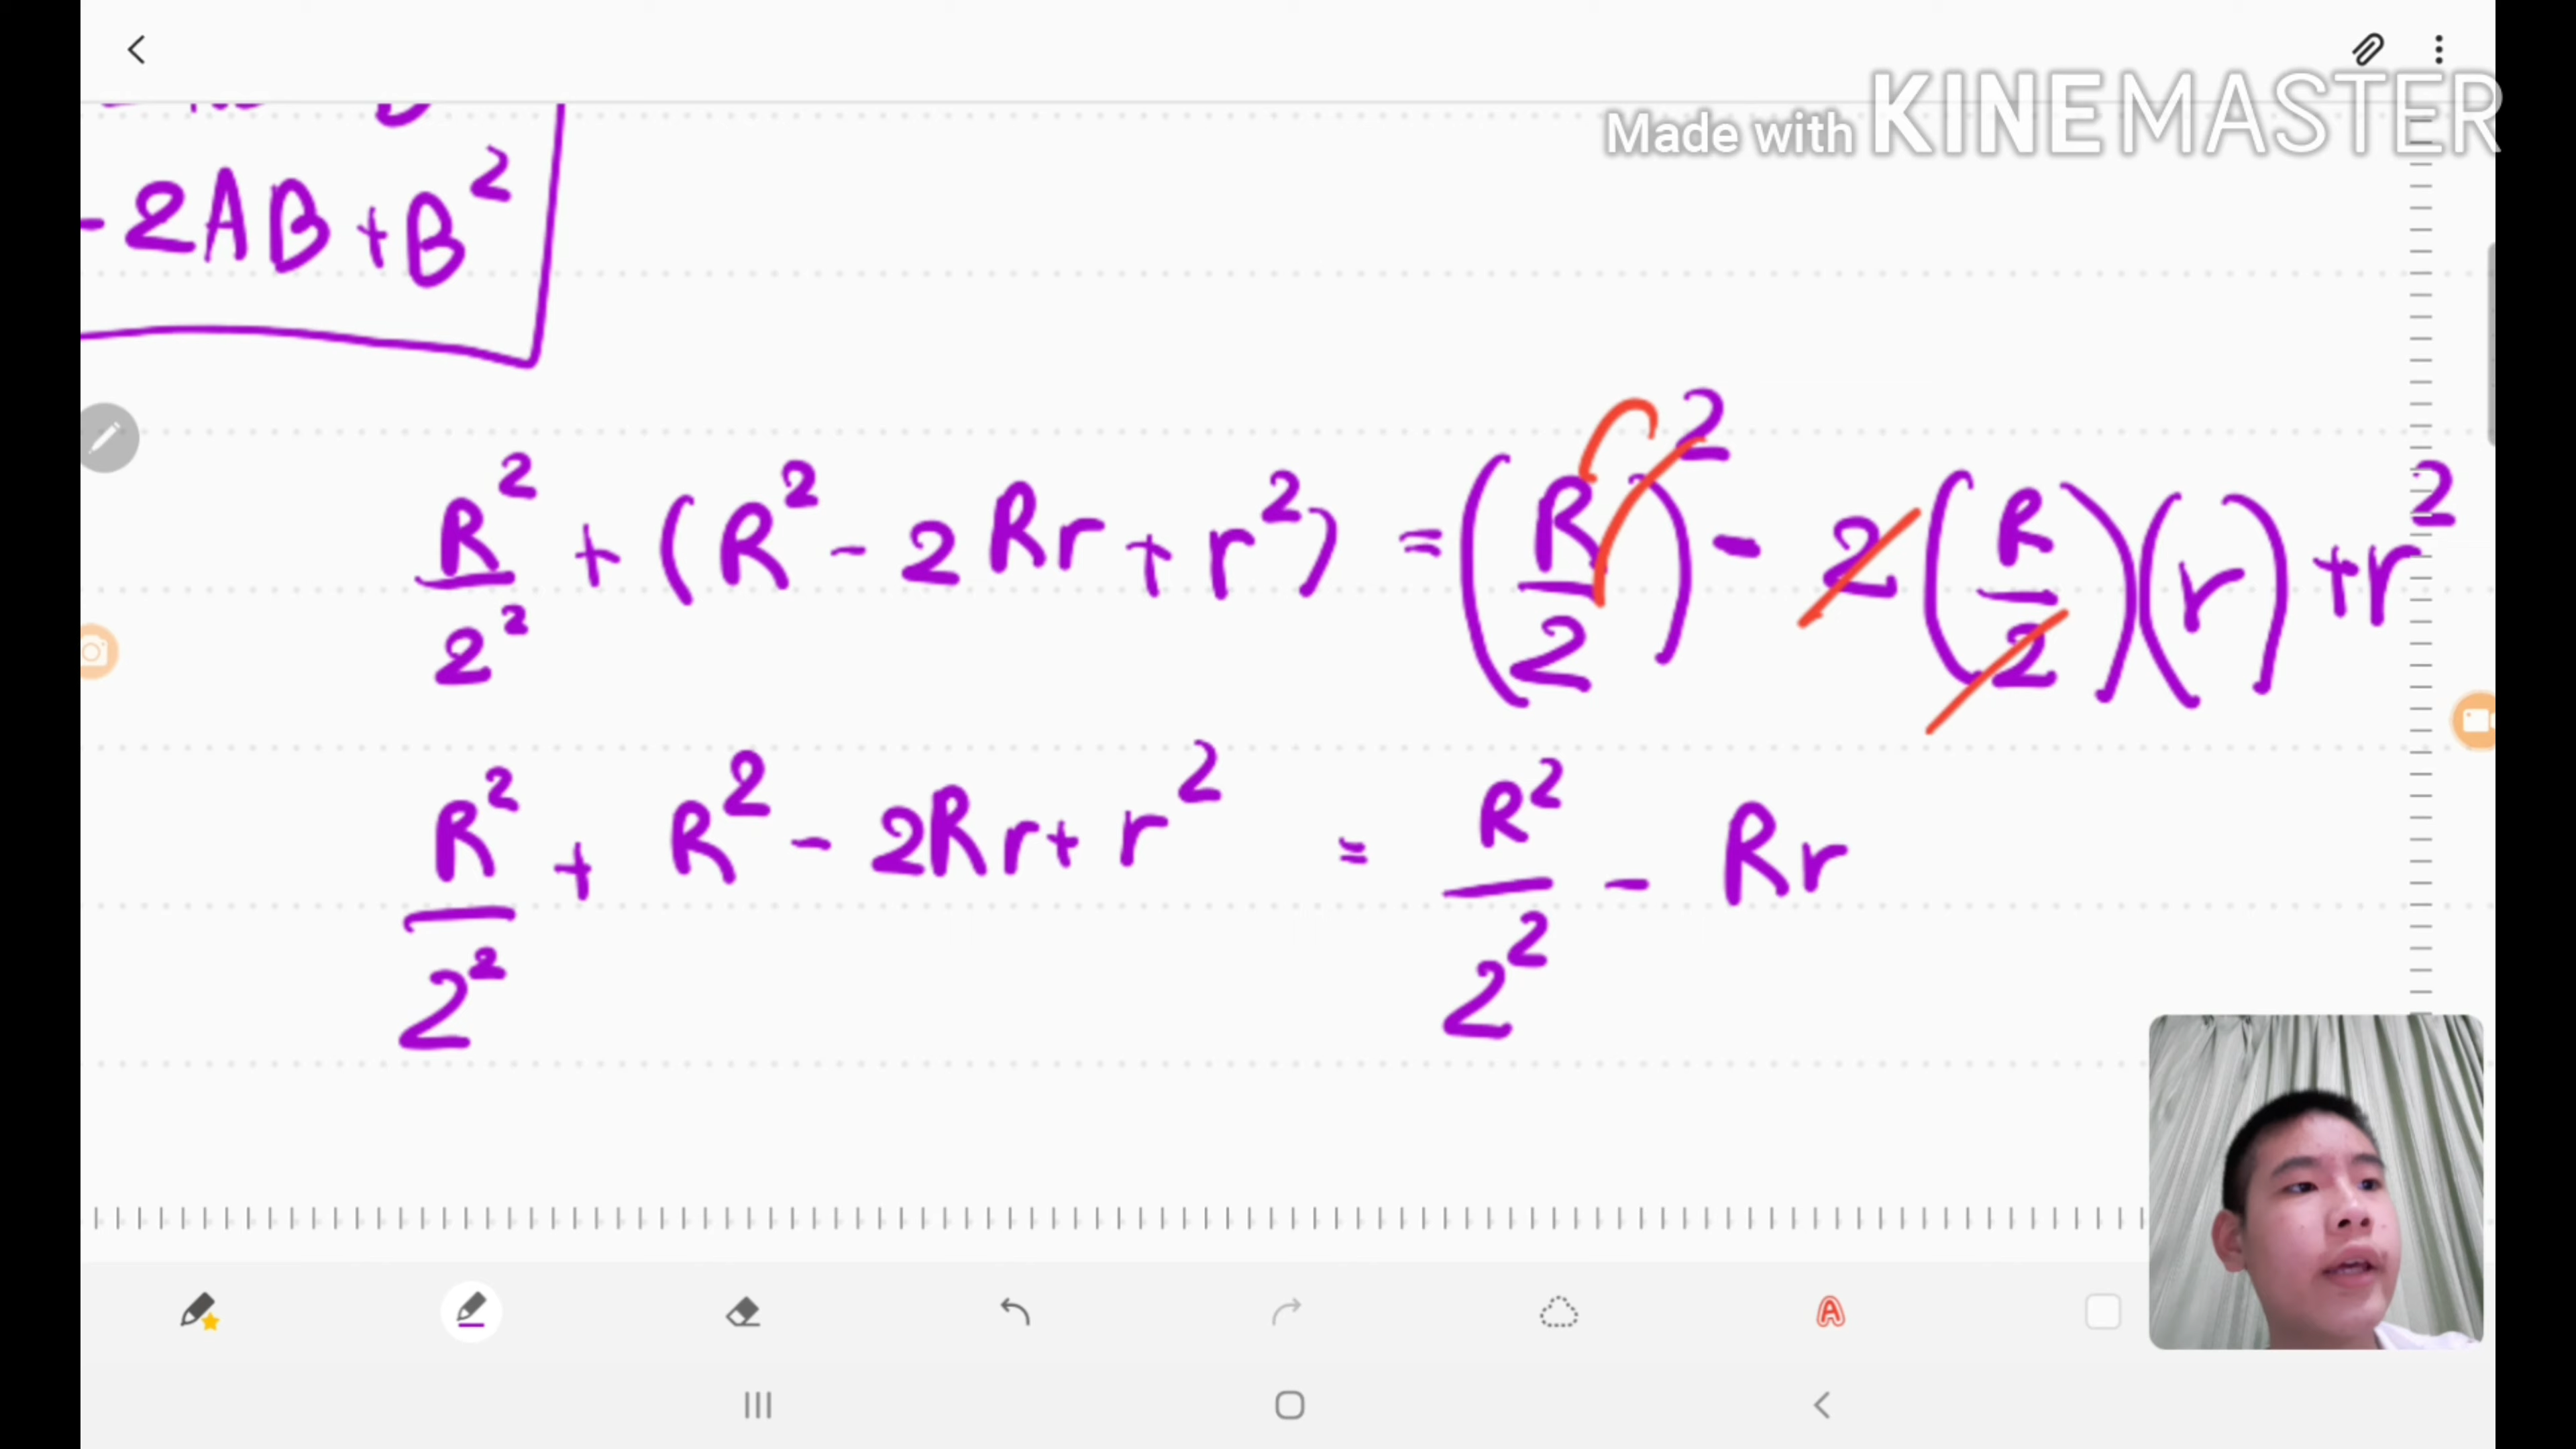 Made with KINEMASTER
- 2AB + B²
R²/2² + (R² - 2Rr + r²) = (R/2)² - 2(R/2)(r) + r²
R²/2² + R² - 2Rr + r² = R²/2² - Rr
A